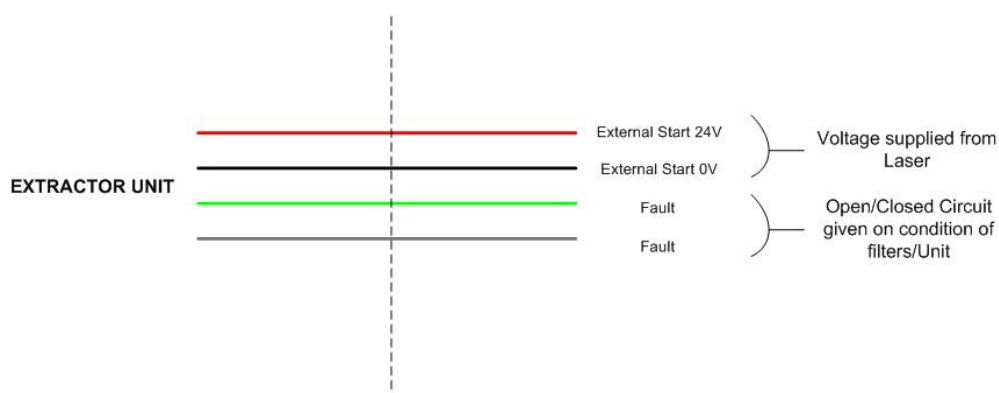 EXTRACTOR UNIT
External Start 24V
External Start 0V
Fault
Fault
Voltage supplied from
Laser
Open/Closed Circuit
given on condition of
filters/Unit